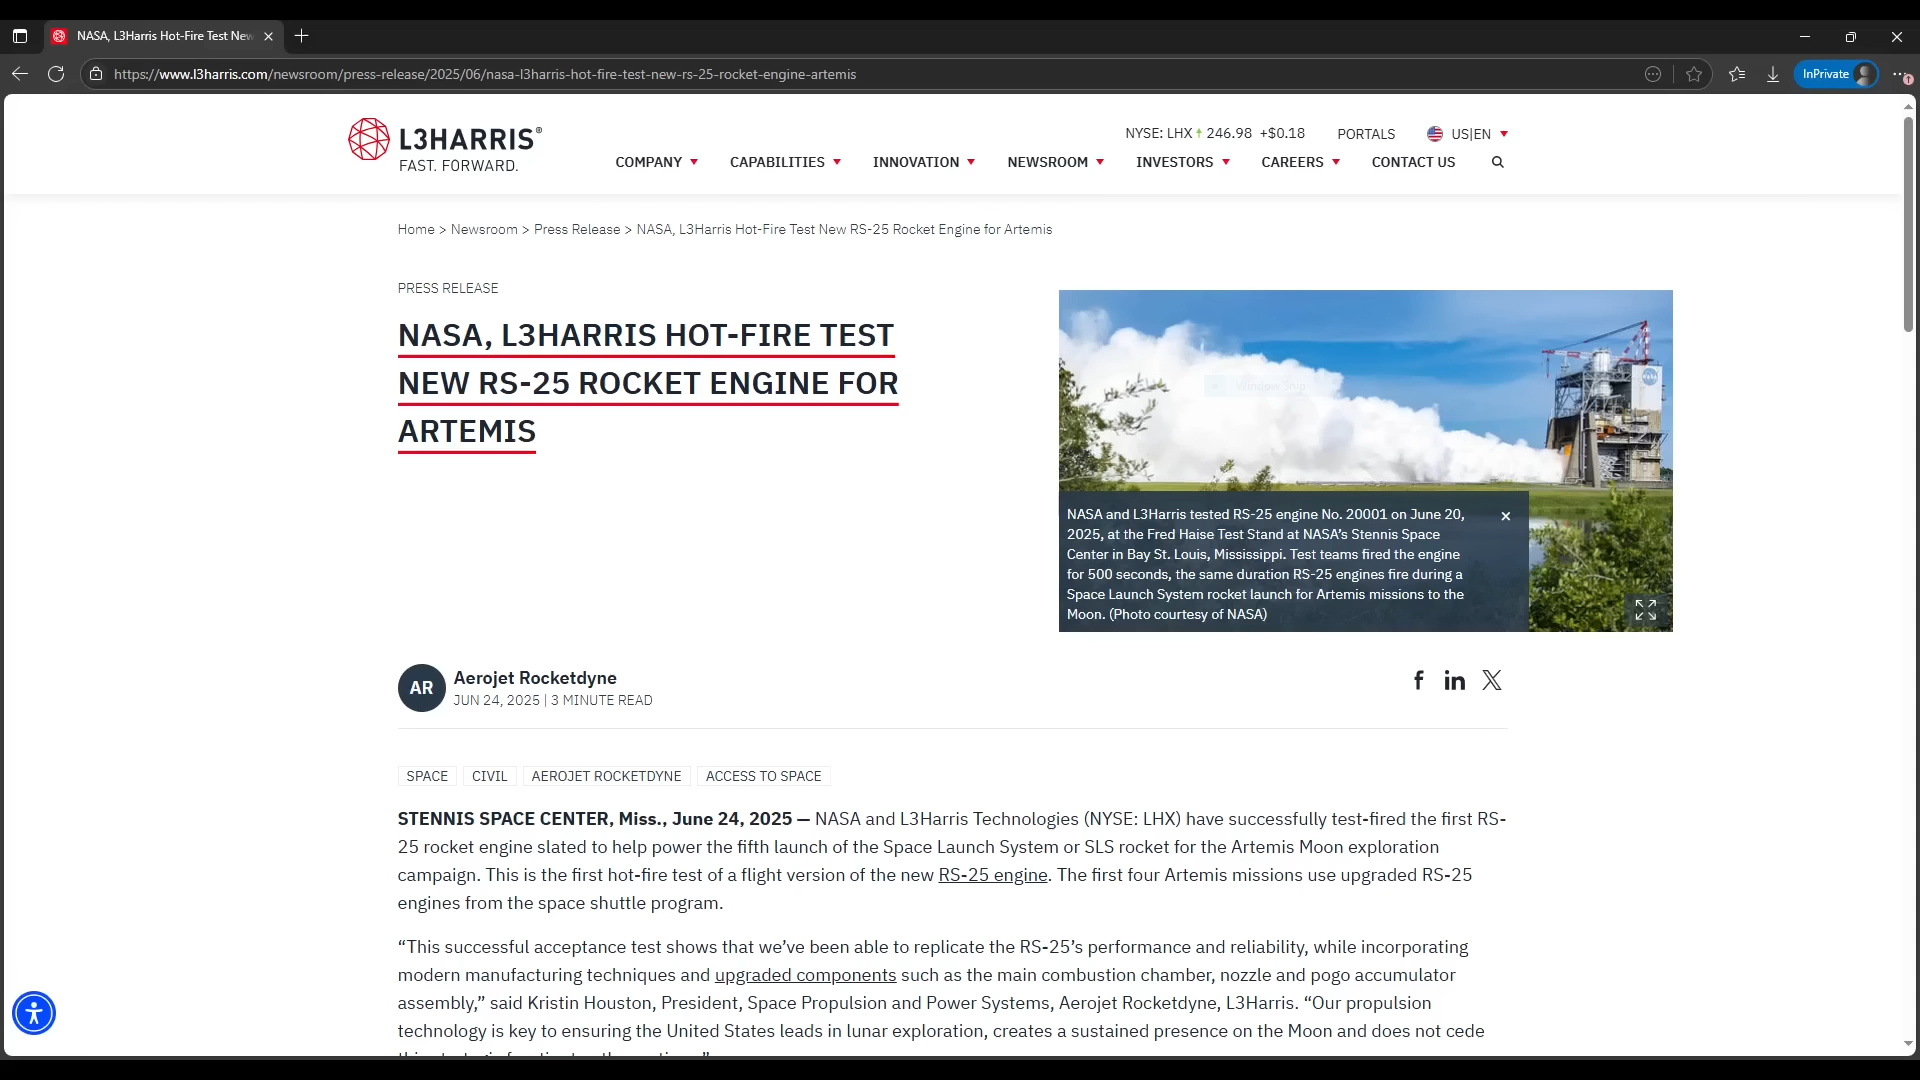 NASA, L3Harris Hot-Fire Test New
https://www.l3harris.com/newsroom/press-release/2025/06/nasa-l3harris-hot-fire-test-new-rs-25-rocket-engine-artemis
InPrivate
L3HARRIS®
FAST. FORWARD.
NYSE: LHX 246.98 +$0.18 PORTALS US|EN
COMPANY CAPABILITIES INNOVATION NEWSROOM INVESTORS CAREERS CONTACT US
Home > Newsroom > Press Release > NASA, L3Harris Hot-Fire Test New RS-25 Rocket Engine for Artemis
PRESS RELEASE
NASA, L3HARRIS HOT-FIRE TEST
NEW RS-25 ROCKET ENGINE FOR
ARTEMIS
Window Snip
NASA
NASA and L3Harris tested RS-25 engine No. 20001 on June 20,
2025, at the Fred Haise Test Stand at NASA’s Stennis Space
Center in Bay St. Louis, Mississippi. Test teams fired the engine
for 500 seconds, the same duration RS-25 engines fire during a
Space Launch System rocket launch for Artemis missions to the
Moon. (Photo courtesy of NASA)
AR
Aerojet Rocketdyne
JUN 24, 2025 | 3 MINUTE READ
SPACE CIVIL AEROJET ROCKETDYNE ACCESS TO SPACE
STENNIS SPACE CENTER, Miss., June 24, 2025 — NASA and L3Harris Technologies (NYSE: LHX) have successfully test-fired the first RS-
25 rocket engine slated to help power the fifth launch of the Space Launch System or SLS rocket for the Artemis Moon exploration
campaign. This is the first hot-fire test of a flight version of the new RS-25 engine. The first four Artemis missions use upgraded RS-25
engines from the space shuttle program.
“This successful acceptance test shows that we’ve been able to replicate the RS-25’s performance and reliability, while incorporating
modern manufacturing techniques and upgraded components such as the main combustion chamber, nozzle and pogo accumulator
assembly,” said Kristin Houston, President, Space Propulsion and Power Systems, Aerojet Rocketdyne, L3Harris. “Our propulsion
technology is key to ensuring the United States leads in lunar exploration, creates a sustained presence on the Moon and does not cede